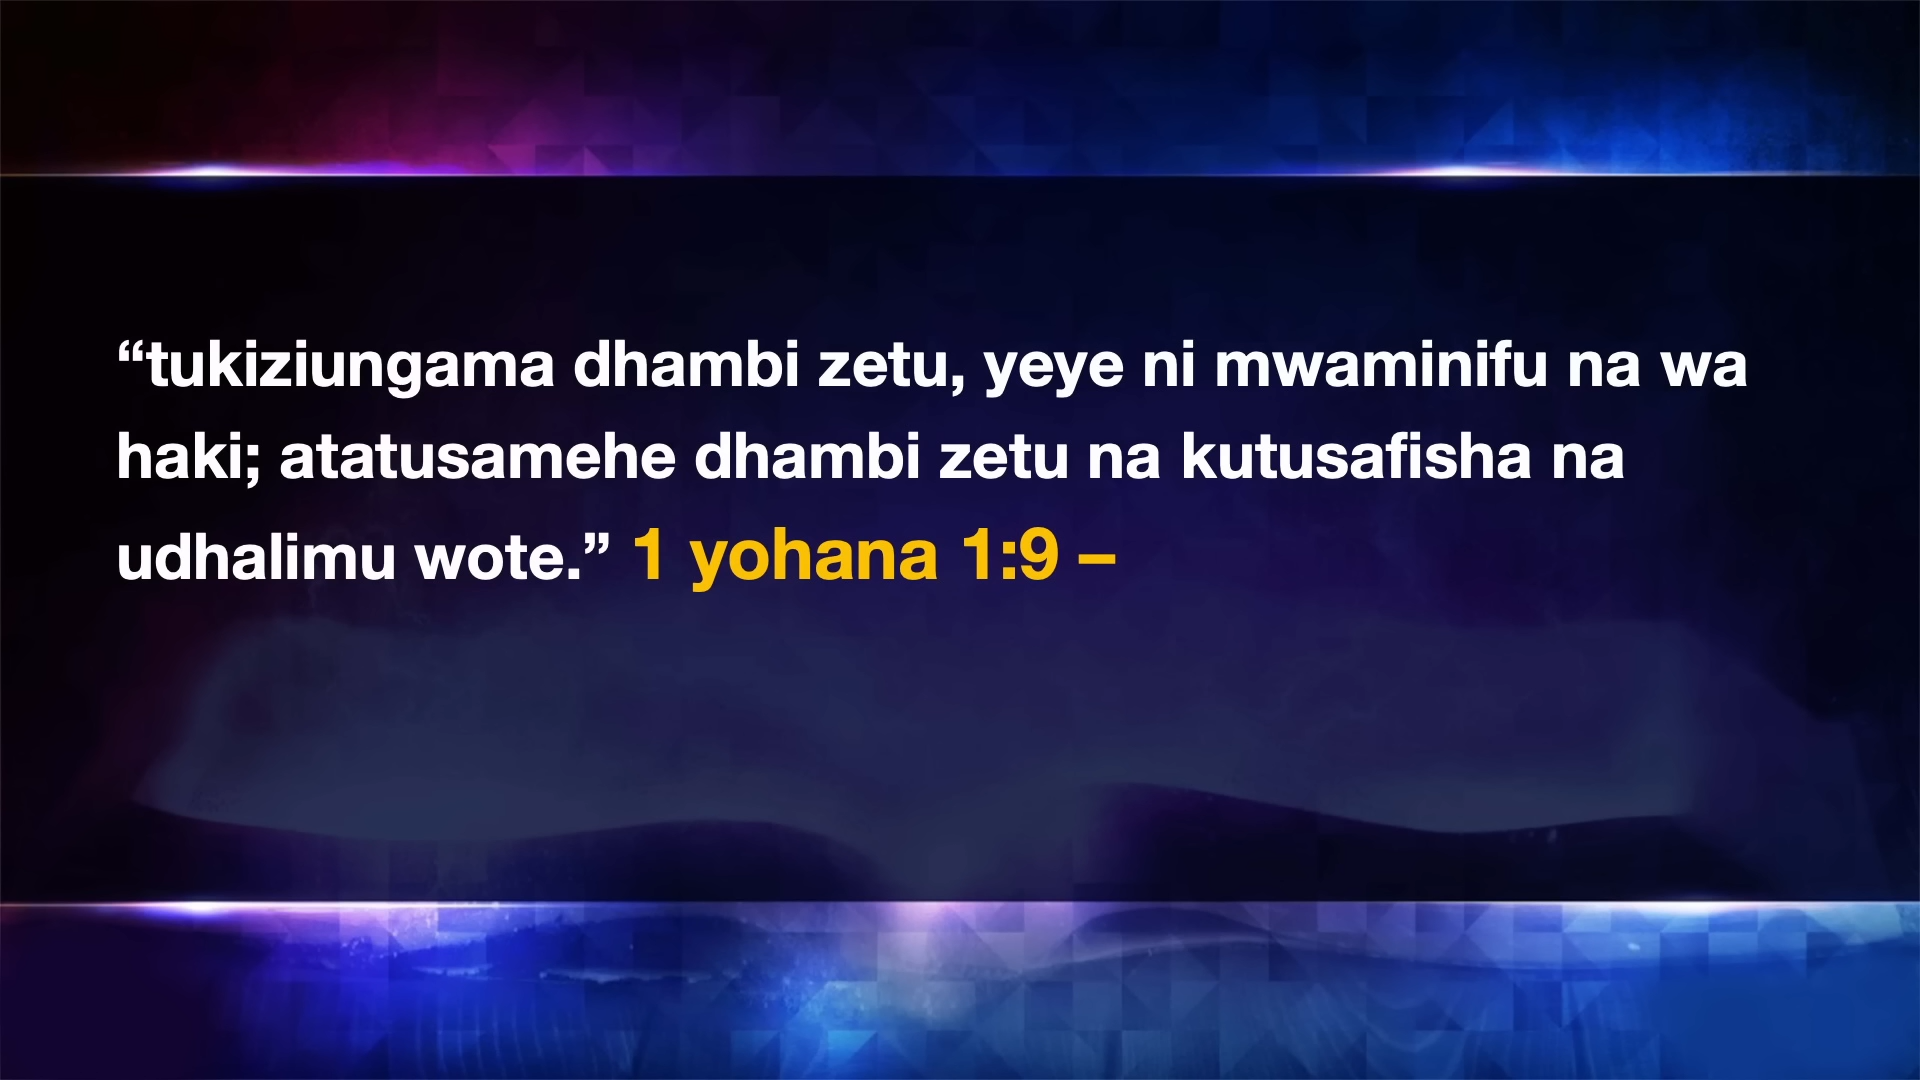 “tukiziungama dhambi zetu, yeye ni mwaminifu na wa
haki; atatusamehe dhambi zetu na kutusafisha na
udhalimu wote.” 1 yohana 1:9 –